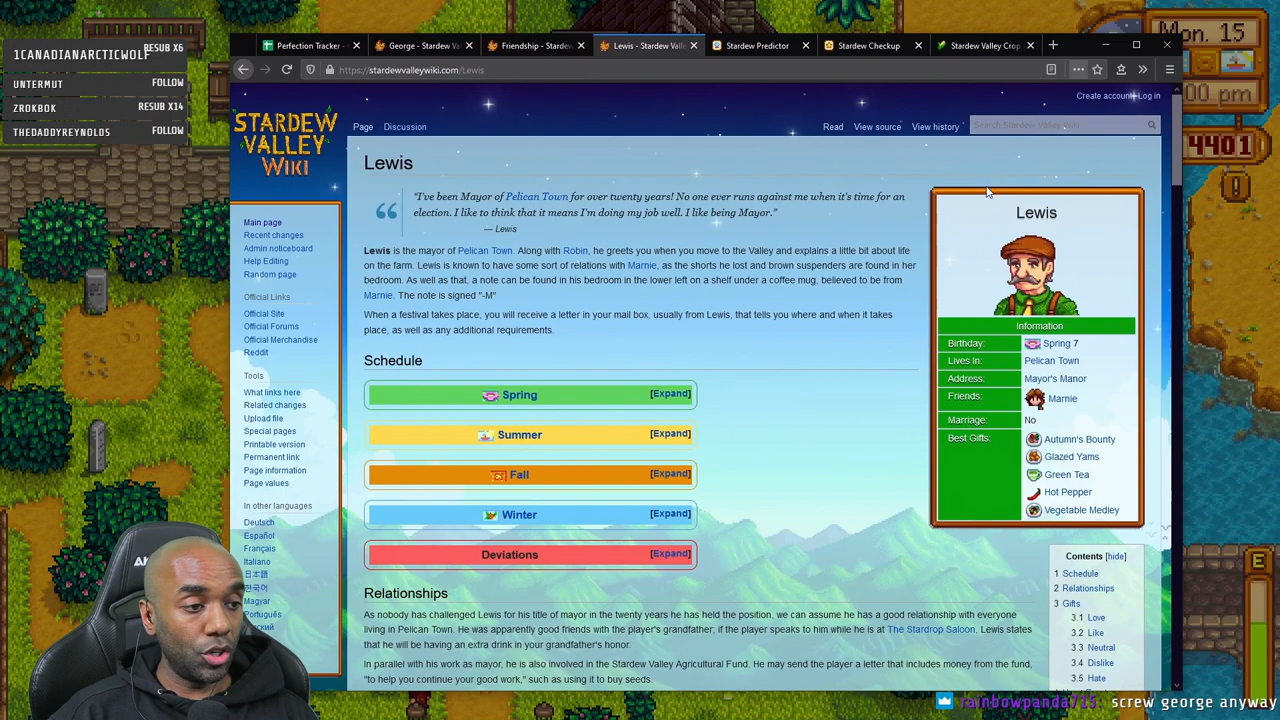 1CANADIANARCTICWOLF RESUB X6
UNTERMUT FOLLOW
ZROKBOK RESUB X14
THEDADDYREYNOLDS FOLLOW
Perfection Tracker -
George - Stardew Val
Friendship - Stardew
Lewis - Stardew Valle
Stardew Predictor
Stardew Checkup
Stardew Valley Crop
https://stardewvalleywiki.com/Lewis
Mon. 15
00 pm
4401
Create account Log in
STARDEW
VALLEY
WIKI
Page Discussion Read View source View history Search Stardew Valley Wiki
Lewis
"I've been Mayor of Pelican Town for over twenty years! No one ever runs against me when it's time for an
election. I like to think that it means I'm doing my job well. I like being Mayor."
— Lewis
Lewis is the mayor of Pelican Town. Along with Robin, he greets you when you move to the Valley and explains a little bit about life
on the farm. Lewis is known to have some sort of relations with Marnie, as the shorts he lost and brown suspenders are found in her
bedroom. As well as that, a note can be found in his bedroom in the lower left on a shelf under a coffee mug, believed to be from
Marnie. The note is signed "-M"
When a festival takes place, you will receive a letter in your mail box, usually from Lewis, that tells you where and when it takes
place, as well as any additional requirements.
Schedule
Spring [Expand]
Summer [Expand]
Fall [Expand]
Winter [Expand]
Deviations [Expand]
Relationships
As nobody has challenged Lewis for his title of mayor in the twenty years he has held the position, we can assume he has a good relationship with everyone
living in Pelican Town. He was apparently good friends with the player's grandfather; if the player speaks to him while he is at The Stardrop Saloon, Lewis states
that he will be having an extra drink in your grandfather's honor.
In parallel with his work as mayor, he is also involved in the Stardew Valley Agricultural Fund. He may send the player a letter that includes money from the fund,
"to help you continue your good work," such as using it to buy seeds.
Main page
Recent changes
Admin noticeboard
Help Editing
Random page
Official Links
Official Site
Official Forums
Official Merchandise
Reddit
Tools
What links here
Related changes
Upload file
Special pages
Printable version
Permanent link
Page information
Page values
In other languages
Deutsch
Español
Français
Italiano
日本語
한국어
Magyar
Português
Lewis
Information
Birthday: Spring 7
Lives In: Pelican Town
Address: Mayor's Manor
Friends: Marnie
Marriage: No
Best Gifts: Autumn's Bounty
Glazed Yams
Green Tea
Hot Pepper
Vegetable Medley
Contents [hide]
1 Schedule
2 Relationships
3 Gifts
3.1 Love
3.2 Like
3.3 Neutral
3.4 Dislike
3.5 Hate
E
rainbowpanda715: screw george anyway